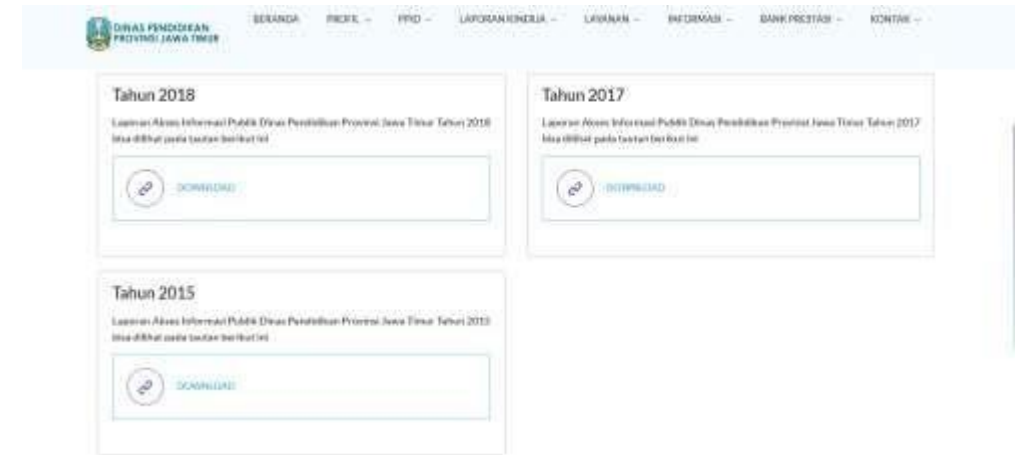 DINAS PENDIDIKAN
PROVINSI JAWA TIMUR
BERANDA PROFIL PPID LAPORAN KINERJA LAYANAN INFORMASI BANK PRESTASI KONTAK
Tahun 2018
Laporan Akses Informasi Publik Dinas Pendidikan Provinsi Jawa Timur Tahun 2018
bisa dilihat pada tautan berikut ini
DOWNLOAD
Tahun 2017
Laporan Akses Informasi Publik Dinas Pendidikan Provinsi Jawa Timur Tahun 2017
bisa dilihat pada tautan berikut ini
DOWNLOAD
Tahun 2015
Laporan Akses Informasi Publik Dinas Pendidikan Provinsi Jawa Timur Tahun 2015
bisa dilihat pada tautan berikut ini
DOWNLOAD